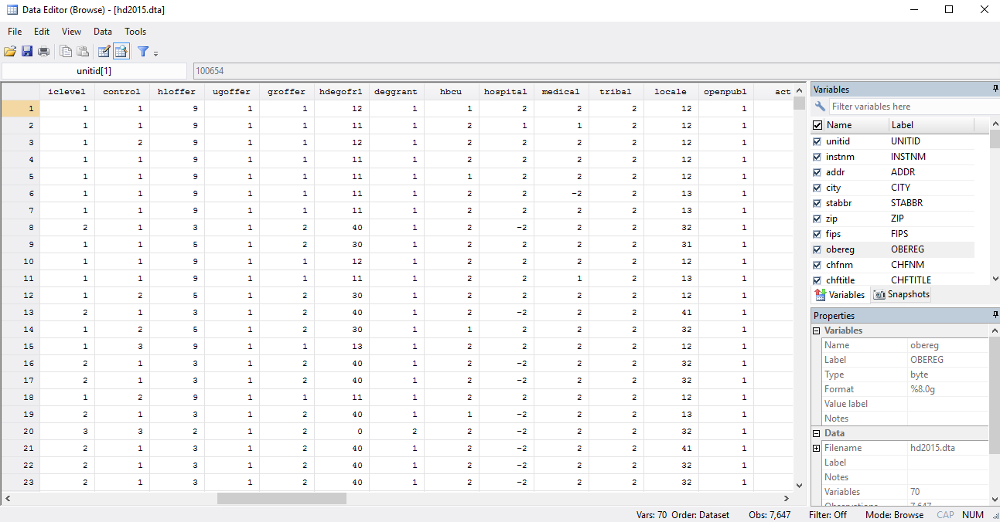 Data Editor (Browse) - [hd2015.dta]
File Edit View Data Tools
unitid[1] 100654
iclevel control hloffer ugoffer groffer hdegofr1 deggrant hbcu hospital medical tribal locale openpubl act
1 1 1 9 1 1 12 1 1 2 2 2 12 1
2 1 1 9 1 1 11 1 2 1 1 2 12 1
3 1 2 9 1 1 12 1 2 2 2 2 12 1
4 1 1 9 1 1 11 1 2 2 2 2 12 1
5 1 1 9 1 1 11 1 1 2 2 2 12 1
6 1 1 9 1 1 11 1 2 2 -2 2 13 1
7 1 1 9 1 1 11 1 2 2 2 2 13 1
8 2 1 3 1 2 40 1 2 -2 2 2 32 1
9 1 1 5 1 2 30 1 2 2 2 2 31 1
10 1 1 9 1 1 12 1 2 2 2 2 12 1
11 1 1 9 1 1 11 1 2 2 1 2 13 1
12 1 2 5 1 2 30 1 2 2 2 2 12 1
13 2 1 3 1 2 40 1 2 -2 2 2 41 1
14 1 2 5 1 2 30 1 1 2 2 2 32 1
15 1 3 9 1 1 13 1 2 2 2 2 12 1
16 2 1 3 1 2 40 1 2 -2 2 2 32 1
17 2 1 3 1 2 40 1 2 -2 2 2 32 1
18 1 2 9 1 1 11 1 2 2 2 2 12 1
19 2 1 3 1 2 40 1 1 -2 2 2 13 1
20 3 3 2 1 2 0 2 2 -2 2 2 32 1
21 2 1 3 1 2 40 1 2 -2 2 2 41 1
22 2 1 3 1 2 40 1 2 -2 2 2 32 1
23 2 1 3 1 2 40 1 2 -2 2 2 32 1
Variables
Filter variables here
Name Label
unitid UNITID
instnm INSTNM
addr ADDR
city CITY
stabbr STABBR
zip ZIP
fips FIPS
obereg OBEREG
chfnm CHFNM
chftitle CHFTITLE
Variables Snapshots
Properties
Variables
Name obereg
Label OBEREG
Type byte
Format %8.0g
Value label
Notes
Data
Filename hd2015.dta
Label
Notes
Variables 70
Observations 7,647
Vars: 70 Order: Dataset Obs: 7,647 Filter: Off Mode: Browse CAP NUM